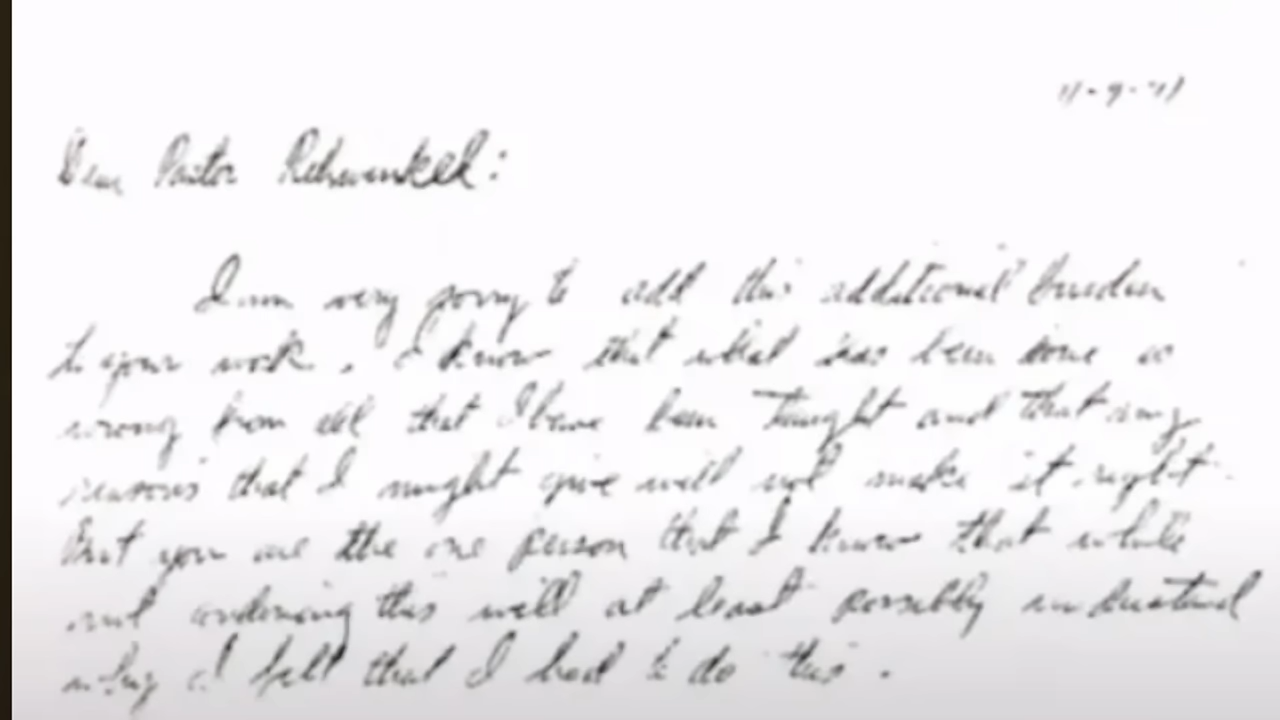 11-9-71
Dear Pastor Rehwinkel:
I am very sorry to add this additional burden
to your work. I know that what has been done is
wrong from all that I have been taught and that any
reasons that I might give will not make it right.
But you are the one person that I know that while
not condoning this will at least possibly understand
why I felt that I had to do this.